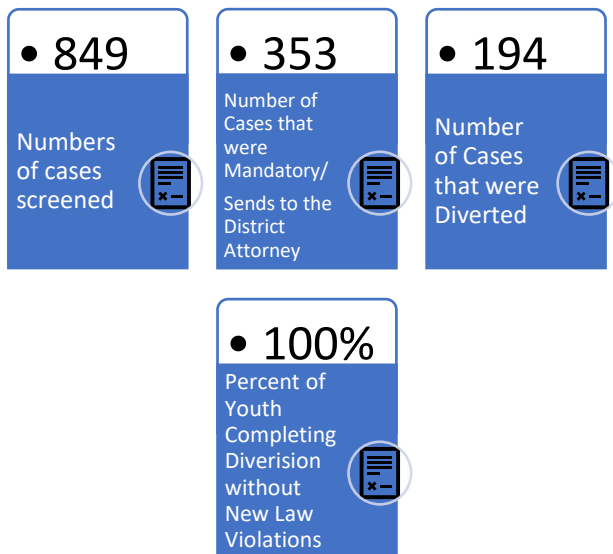 • 849
Numbers
of cases
screened
• 353
Number of
Cases that
were
Mandatory/
Sends to the
District
Attorney
• 194
Number
of Cases
that were
Diverted
• 100%
Percent of
Youth
Completing
Diverision
without
New Law
Violations